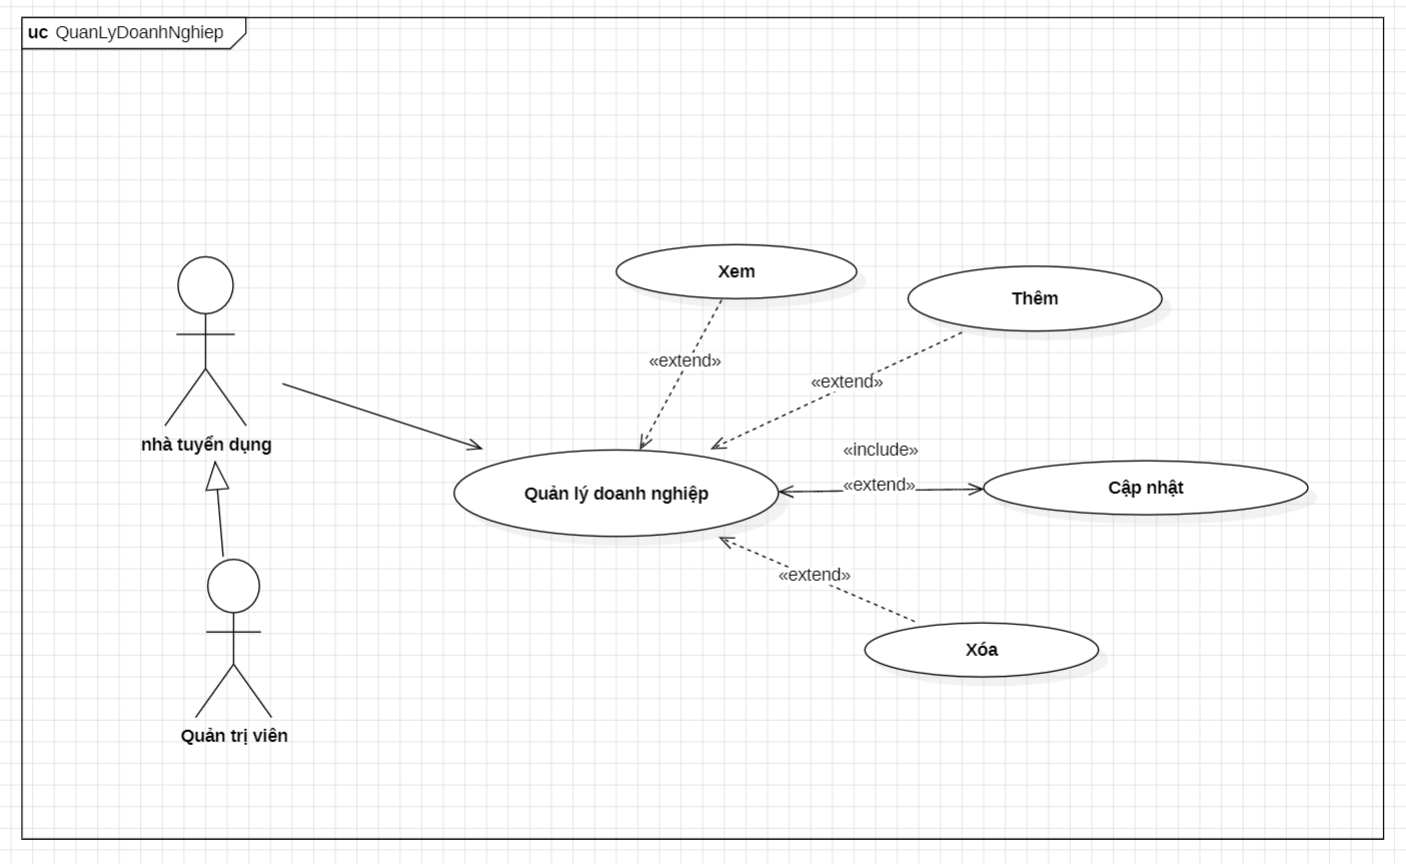 uc QuanLyDoanhNghiep
Xem
Thêm
«extend»
«extend»
nhà tuyển dụng
«include»
«extend»
Quản lý doanh nghiệp
Cập nhật
«extend»
Xóa
Quản trị viên